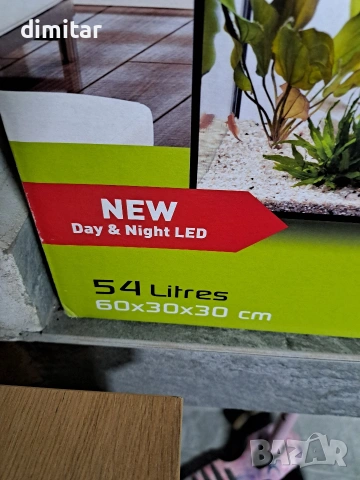 dimitar
NEW
Day & Night LED
54 Litres
60x30x30 cm
BAZAR